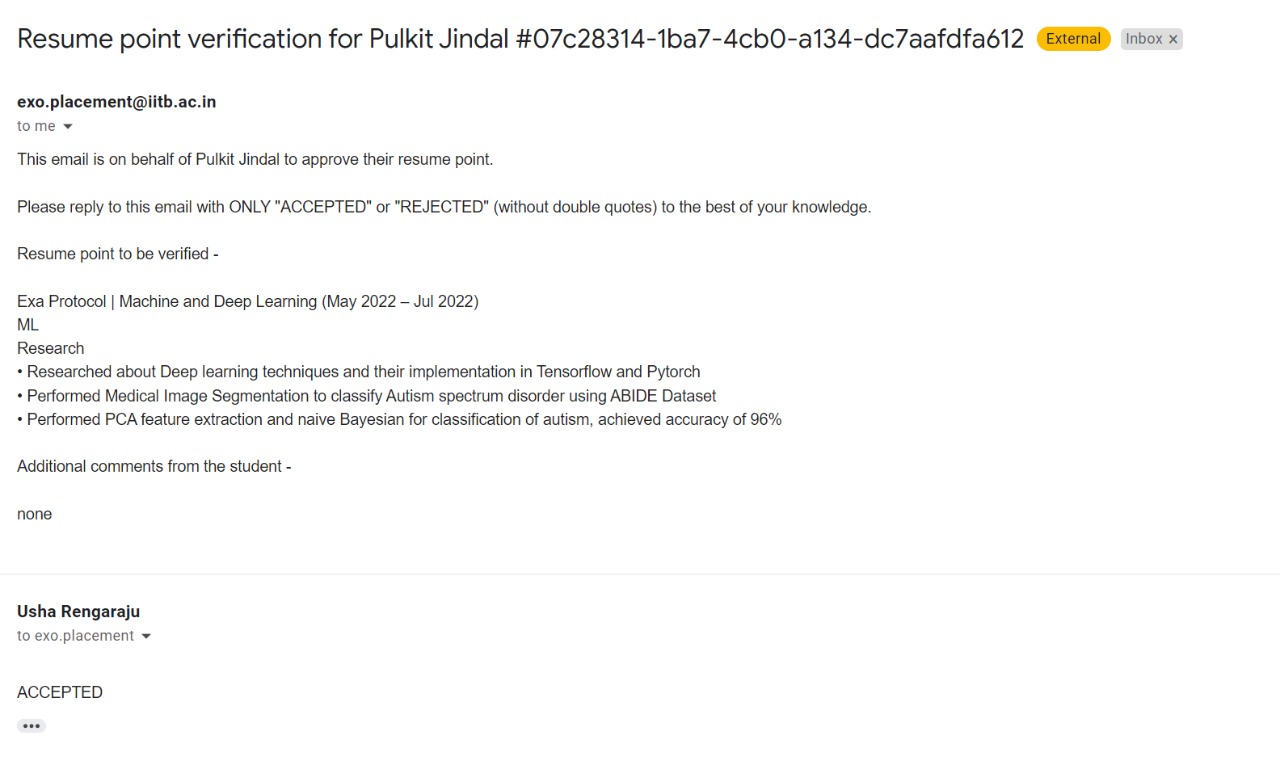 Resume point verification for Pulkit Jindal #07c28314-1ba7-4cb0-a134-dc7aafdfa612 External Inbox ×
exo.placement@iitb.ac.in
to me
This email is on behalf of Pulkit Jindal to approve their resume point.
Please reply to this email with ONLY "ACCEPTED" or "REJECTED" (without double quotes) to the best of your knowledge.
Resume point to be verified -
Exa Protocol | Machine and Deep Learning (May 2022 – Jul 2022)
ML
Research
• Researched about Deep learning techniques and their implementation in Tensorflow and Pytorch
• Performed Medical Image Segmentation to classify Autism spectrum disorder using ABIDE Dataset
• Performed PCA feature extraction and naive Bayesian for classification of autism, achieved accuracy of 96%
Additional comments from the student -
none
Usha Rengaraju
to exo.placement
ACCEPTED